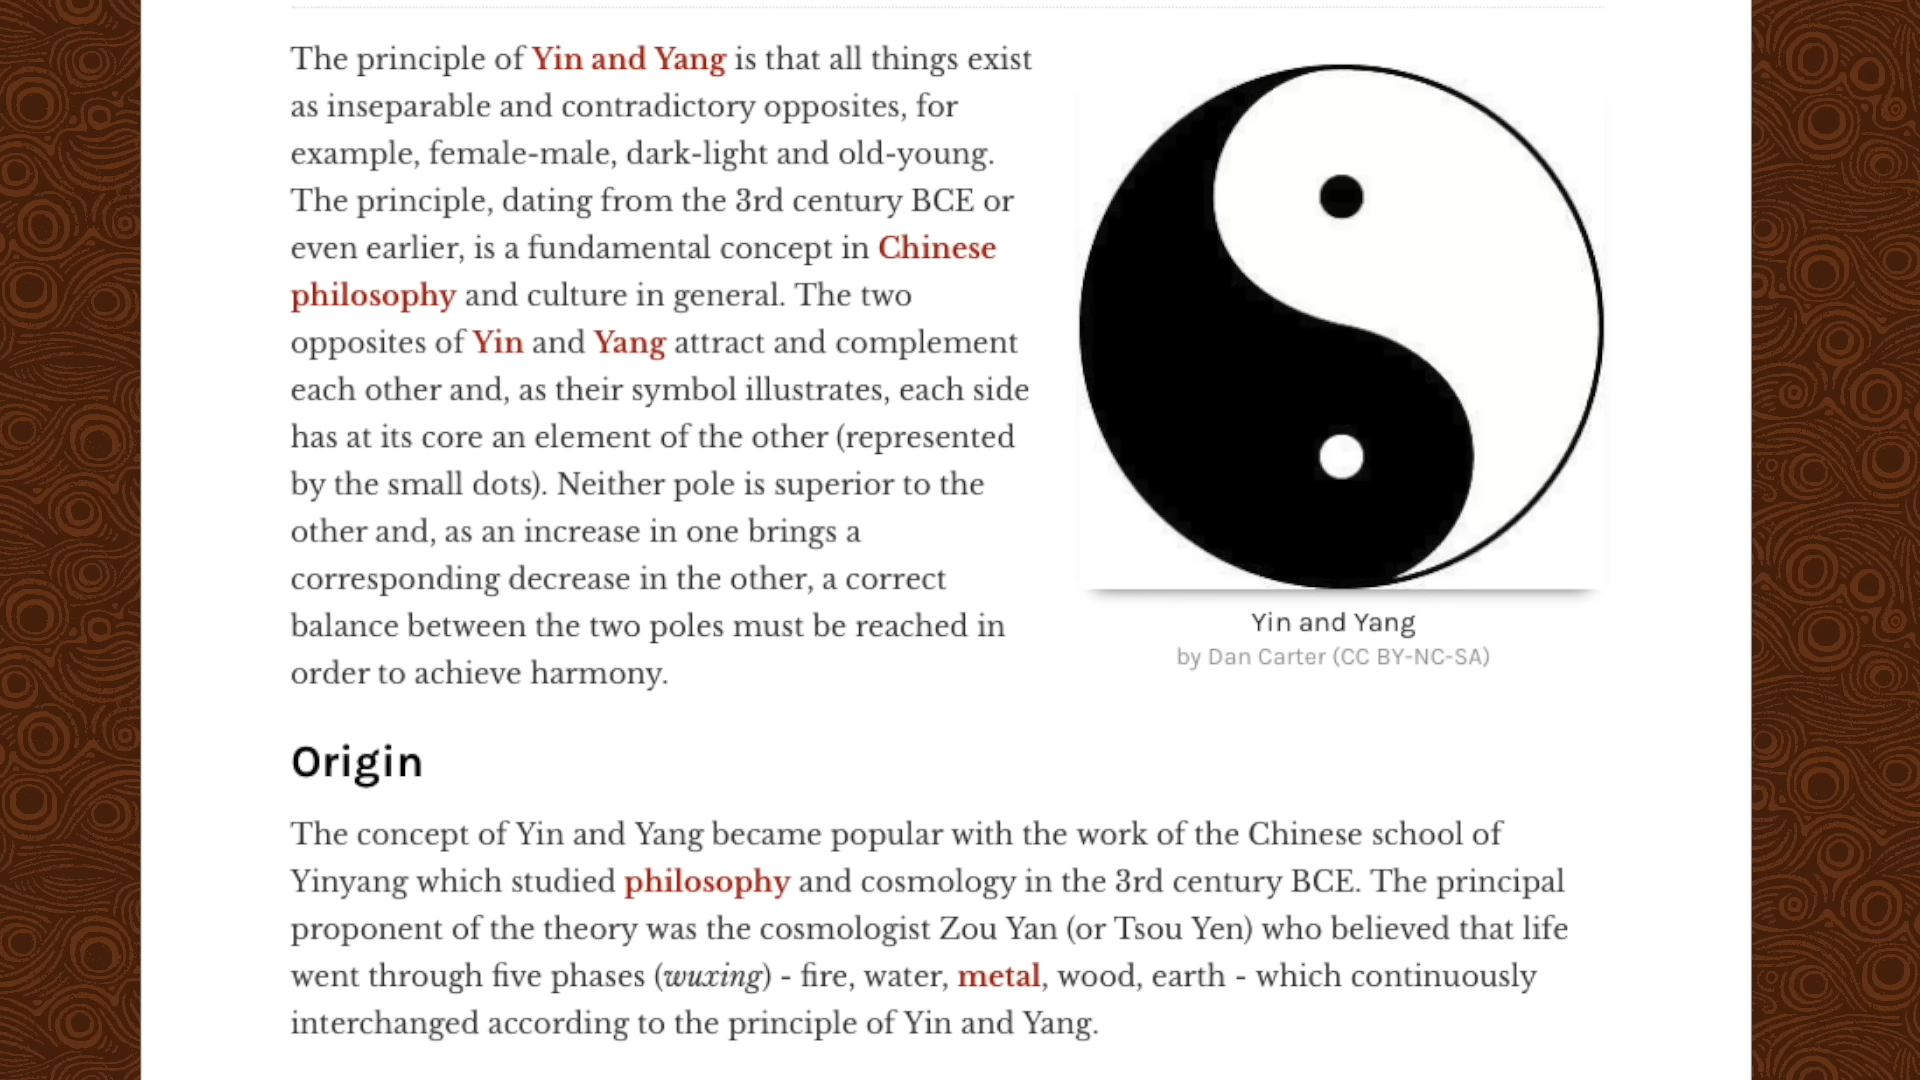 The principle of Yin and Yang is that all things exist
as inseparable and contradictory opposites, for
example, female-male, dark-light and old-young.
The principle, dating from the 3rd century BCE or
even earlier, is a fundamental concept in Chinese
philosophy and culture in general. The two
opposites of Yin and Yang attract and complement
each other and, as their symbol illustrates, each side
has at its core an element of the other (represented
by the small dots). Neither pole is superior to the
other and, as an increase in one brings a
corresponding decrease in the other, a correct
balance between the two poles must be reached in
order to achieve harmony.
Yin and Yang
by Dan Carter (CC BY-NC-SA)
Origin
The concept of Yin and Yang became popular with the work of the Chinese school of
Yinyang which studied philosophy and cosmology in the 3rd century BCE. The principal
proponent of the theory was the cosmologist Zou Yan (or Tsou Yen) who believed that life
went through five phases (wuxing) - fire, water, metal, wood, earth - which continuously
interchanged according to the principle of Yin and Yang.